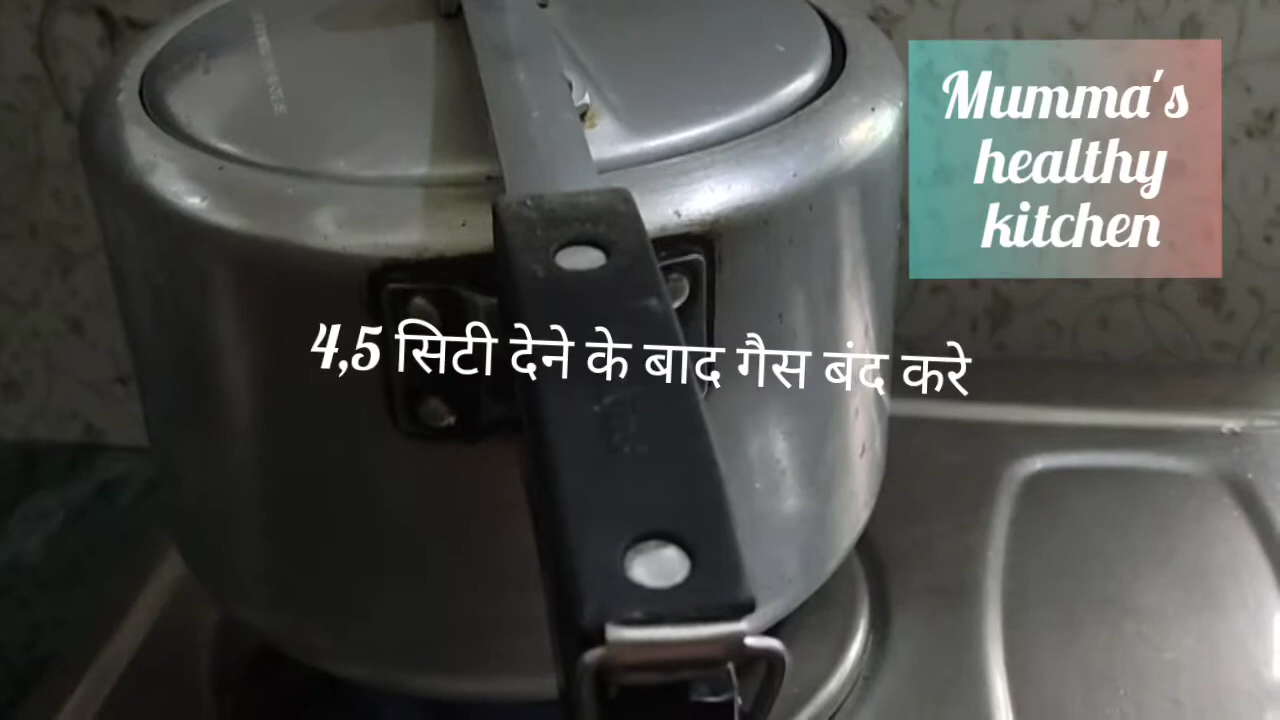 Mumma's
healthy
kitchen
4,5 सिटी देने के बाद गैस बंद करे